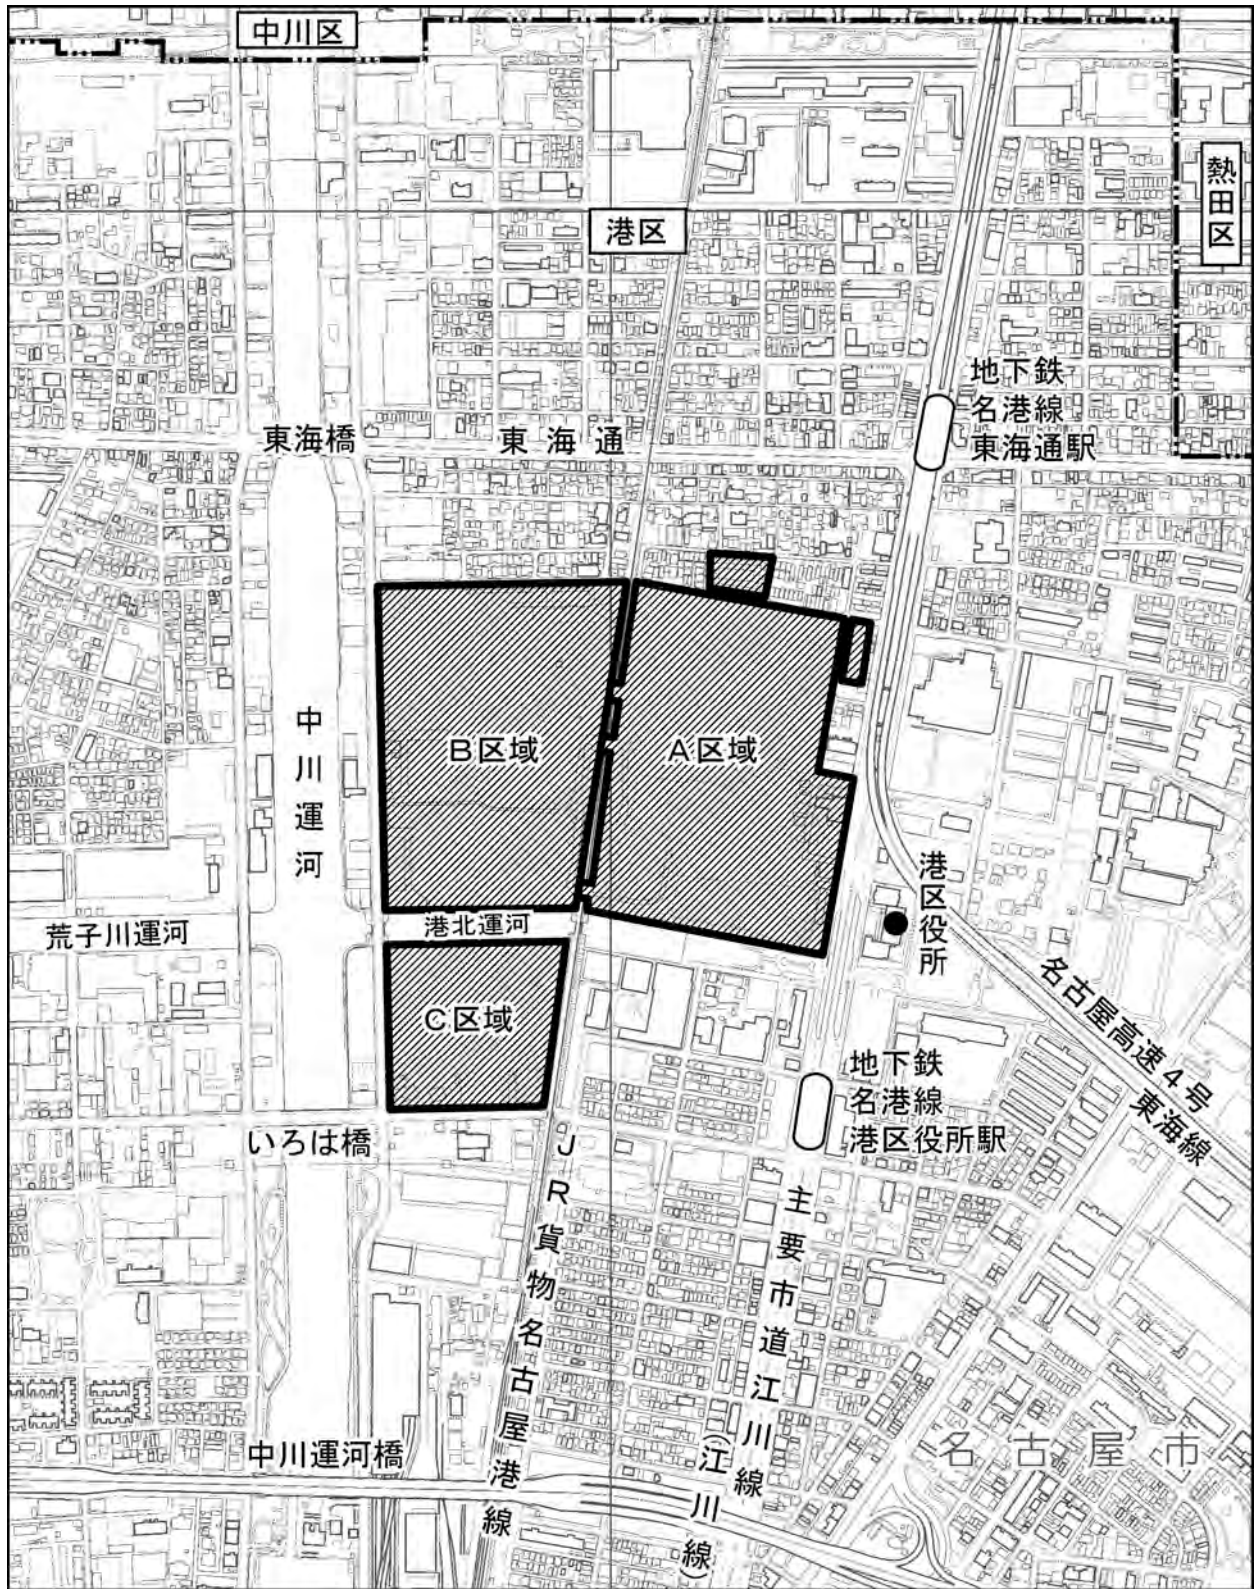 中川区
熱田区
港区
地下鉄
名港線
東海通駅
東海橋
東海通
中川運河
B区域
A区域
港区役所
荒子川運河
港北運河
C区域
名古屋高速4号
東海線
地下鉄
名港線
港区役所駅
いろは橋
JR貨物名古屋港線
主要市道江川線
(江川線)
中川運河橋
名古屋市